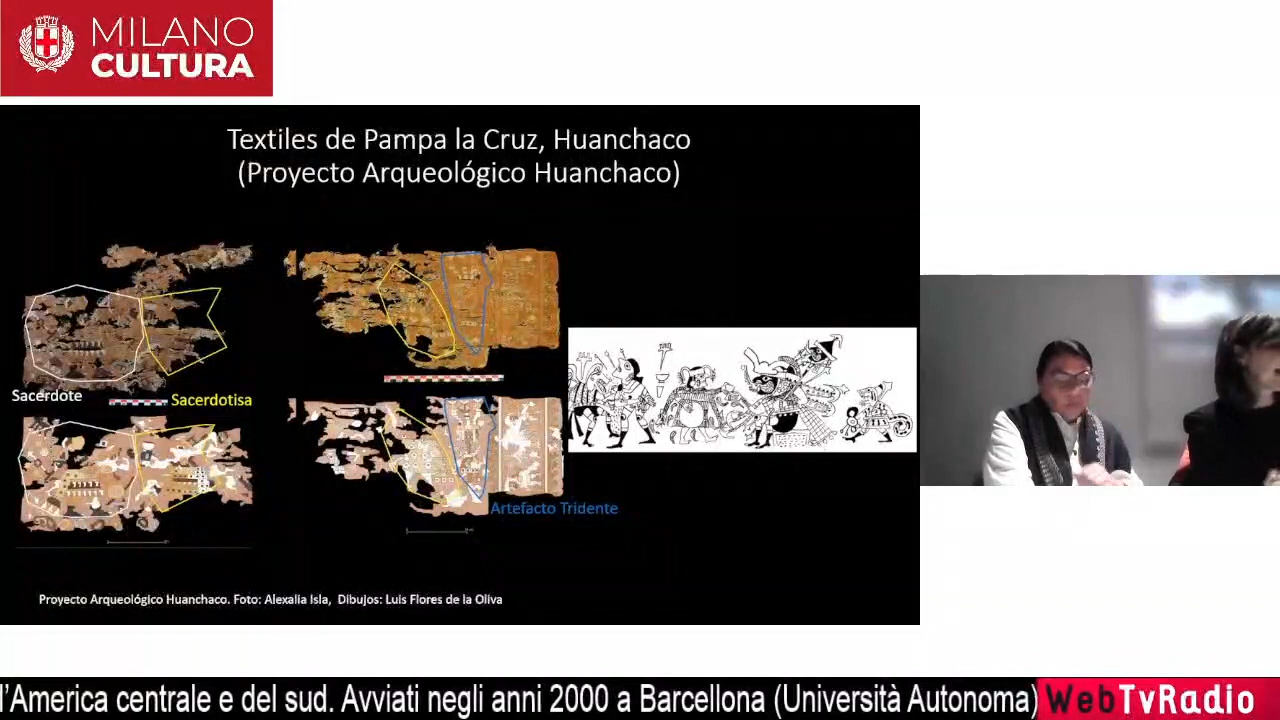 MILANO
CULTURA
Textiles de Pampa la Cruz, Huanchaco
(Proyecto Arqueológico Huanchaco)
Sacerdote
Sacerdotisa
Artefacto Tridente
Proyecto Arqueológico Huanchaco. Foto: Alexalia Isla, Dibujos: Luis Flores de la Oliva
l'America centrale e del sud. Avviati negli anni 2000 a Barcellona (Università Autonoma)
WebTvRadio